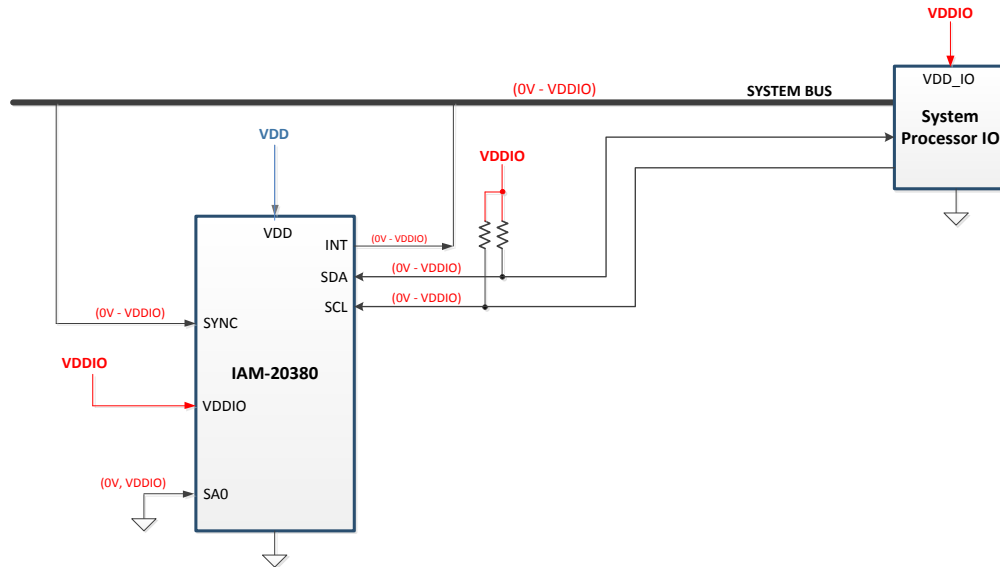 VDDIO
VDD_IO
(0V - VDDIO)
SYSTEM BUS
System
Processor IO
VDD
VDDIO
VDD
INT
(0V - VDDIO)
SDA
(0V - VDDIO)
SCL
(0V - VDDIO)
(0V - VDDIO)
SYNC
VDDIO
IAM-20380
VDDIO
(0V, VDDIO)
SA0